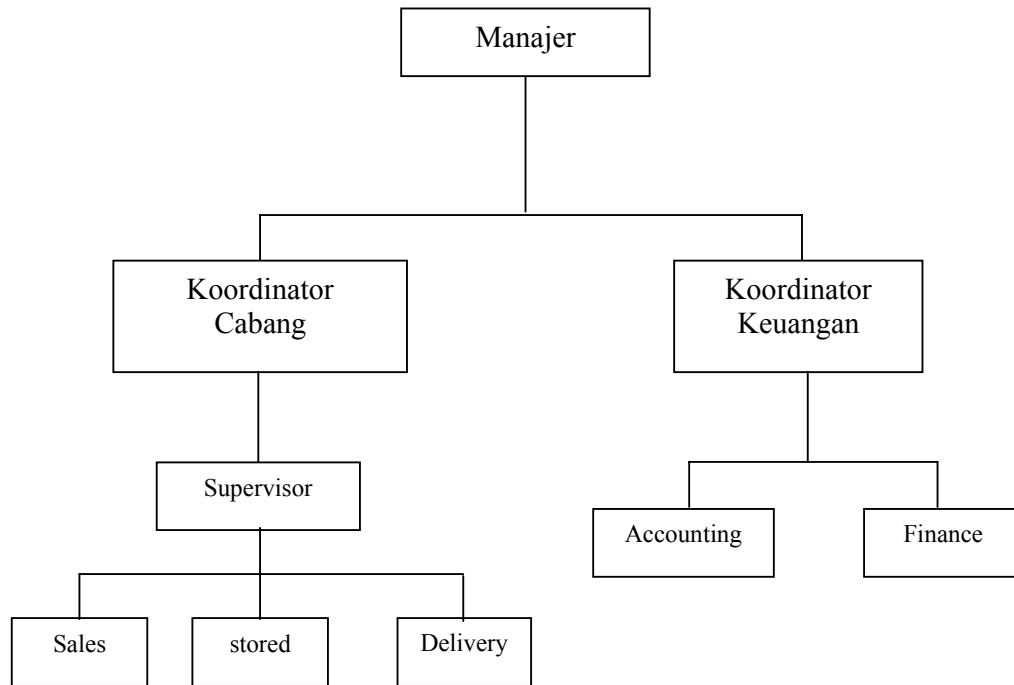 Manajer
Koordinator
Cabang
Koordinator
Keuangan
Supervisor
Accounting
Finance
Sales
stored
Delivery